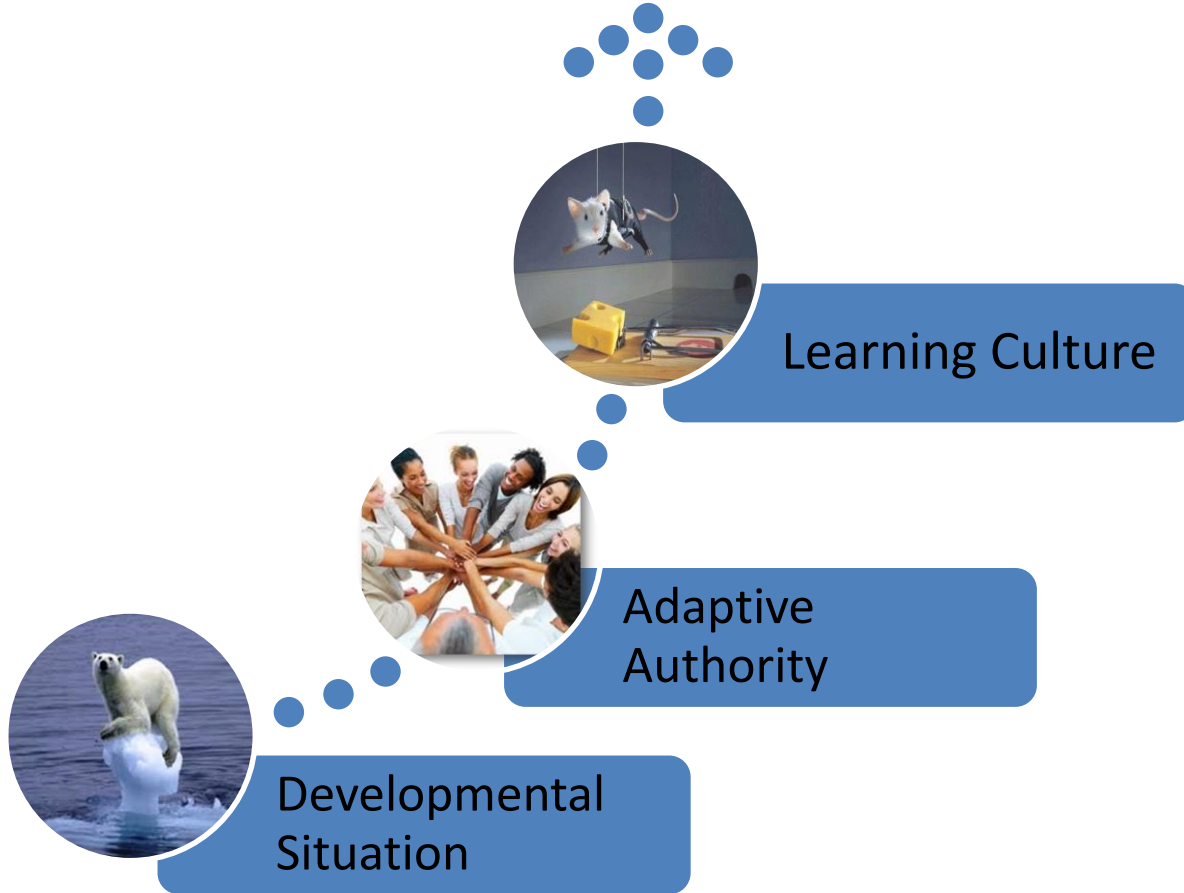 Learning Culture
Adaptive
Authority
Developmental
Situation